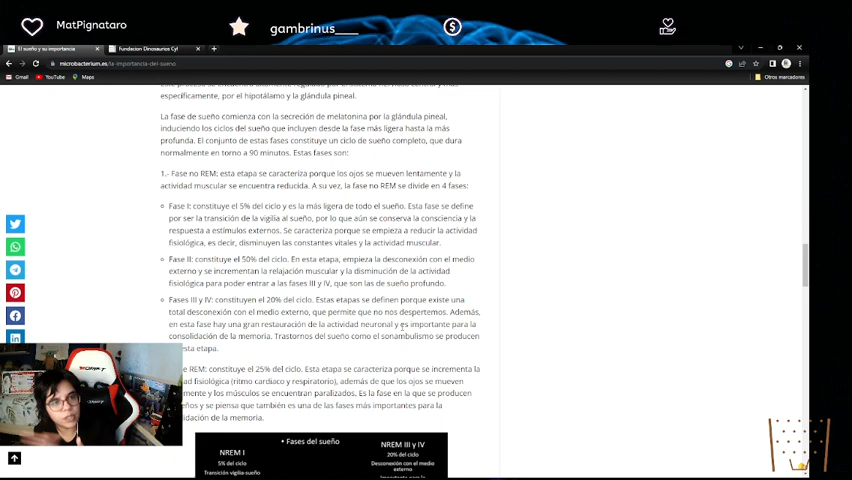 MatPignataro
gambrinus____
El sueño y su importancia
Fundacion Dinosaurios Cyl
microbacterium.es/la-importancia-del-sueno
Gmail YouTube Maps
Otros marcadores
específicamente, por el hipotálamo y la glándula pineal.
La fase de sueño comienza con la secreción de melatonina por la glándula pineal,
induciendo los ciclos del sueño que incluyen desde la fase más ligera hasta la más
profunda. El conjunto de estas fases constituye un ciclo de sueño completo, que dura
normalmente en torno a 90 minutos. Estas fases son:
1.- Fase no REM; esta etapa se caracteriza porque los ojos se mueven lentamente y la
actividad muscular se encuentra reducida. A su vez, la fase no REM se divide en 4 fases:
Fase I: constituye el 5% del ciclo y es la más ligera de todo el sueño. Esta fase se define
por ser la transición de la vigilia al sueño, por lo que aún se conserva la consciencia y la
respuesta a estímulos externos. Se caracteriza porque se empieza a reducir la actividad
fisiológica, es decir, disminuyen las constantes vitales y la actividad muscular.
Fase II: constituye el 50% del ciclo. En esta etapa, empieza la desconexión con el medio
externo y se incrementan la relajación muscular y la disminución de la actividad
fisiológica para poder entrar a las fases III y IV, que son las de sueño profundo.
Fases III y IV: constituyen el 20% del ciclo. Estas etapas se definen porque existe una
total desconexión con el medio externo, que permite que no nos despertemos. Además,
en esta fase hay una gran restauración de la actividad neuronal y es importante para la
consolidación de la memoria. Trastornos del sueño como el sonambulismo se producen
esta etapa.
REM: constituye el 25% del ciclo. Esta etapa se caracteriza porque se incrementa la
fisiológica (ritmo cardiaco y respiratorio), además de que los ojos se mueven
y los músculos se encuentran paralizados. Es la fase en la que se producen
y se piensa que también es una de las fases más importantes para la
de la memoria.
• Fases del sueño
NREM I
5% del ciclo
Transición vigilia-sueño
NREM III y IV
20% del ciclo
Desconexión con el medio
externo